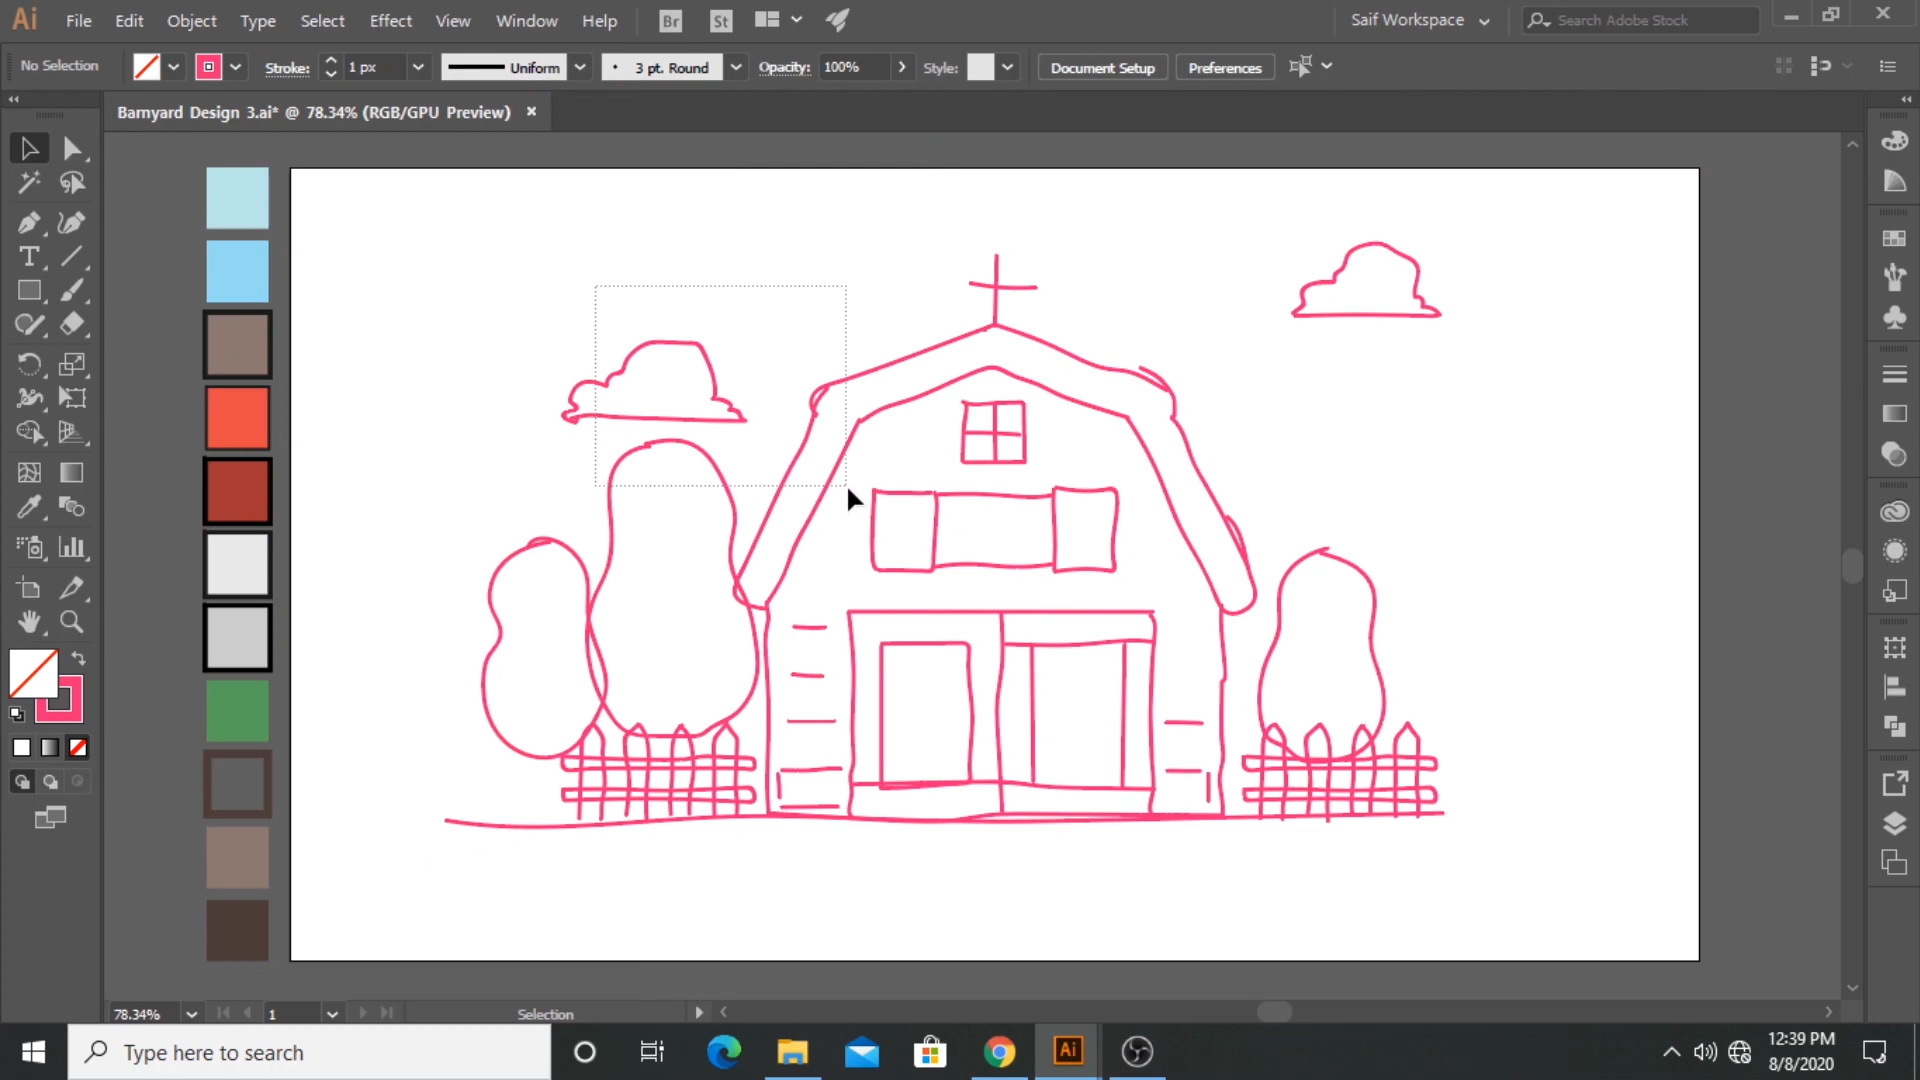 Ai File Edit Object Type Select Effect View Window Help Br St Saif Workspace Search Adobe Stock
No Selection Stroke: 1 px Uniform 3 pt. Round Opacity: 100% Style: Document Setup Preferences
Barnyard Design 3.ai* @ 78.34% (RGB/GPU Preview)
T
78.34% 1 Selection
Type here to search
Ai
12:39 PM
8/8/2020